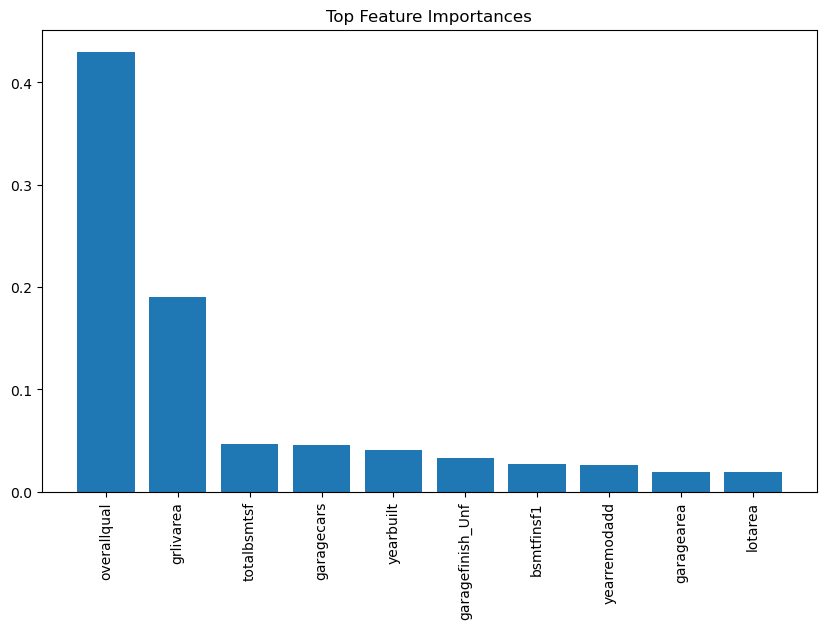 Top Feature Importances
0.4
0.3
0.2
0.1
0.0
overallqual
grlivarea
totalbsmtsf
garagecars
yearbuilt
garagefinish_Unf
bsmtfinsf1
yearremodadd
garagearea
lotarea